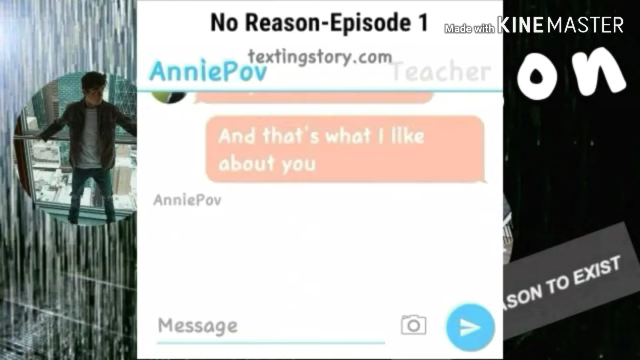 No Reason-Episode 1
Made with KINEMASTER
textingstory.com
AnniePov
Teacher
on
And that's what I like
about you
AnniePov
SON TO EXIST
Message